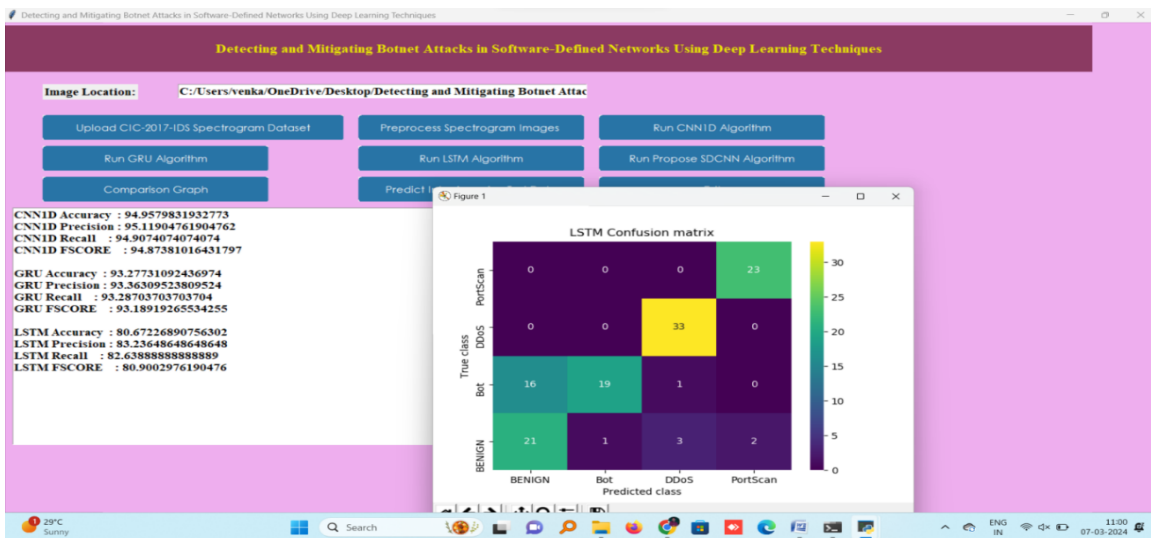 Detecting and Mitigating Botnet Attacks in Software-Defined Networks Using Deep Learning Techniques
Detecting and Mitigating Botnet Attacks in Software-Defined Networks Using Deep Learning Techniques
Image Location: C:/Users/venka/OneDrive/Desktop/Detecting and Mitigating Botnet Attac
Upload CIC-2017-IDS Spectrogram Dataset Preprocess Spectrogram Images Run CNN1D Algorithm
Run GRU Algorithm Run LSTM Algorithm Run Propose SDCNN Algorithm
Comparison Graph Predict
CNN1D Accuracy : 94.9579831932773
CNN1D Precision : 95.11904761904762
CNN1D Recall : 94.9074074074074
CNN1D FSCORE : 94.87381016431797
GRU Accuracy : 93.27731092436974
GRU Precision : 93.36309523809524
GRU Recall : 93.28703703703704
GRU FSCORE : 93.18919265534255
LSTM Accuracy : 80.67226890756302
LSTM Precision : 83.23648648648648
LSTM Recall : 82.63888888888889
LSTM FSCORE : 80.9002976190476
Figure 1
LSTM Confusion matrix
PortScan 0 0 0 23
DDoS 0 0 33 0
Bot 16 19 1 0
BENIGN 21 1 3 2
True class
BENIGN Bot DDoS PortScan
Predicted class
30
25
20
15
10
5
0
1
29°C
Sunny
Search
ENG
IN
11:00
07-03-2024